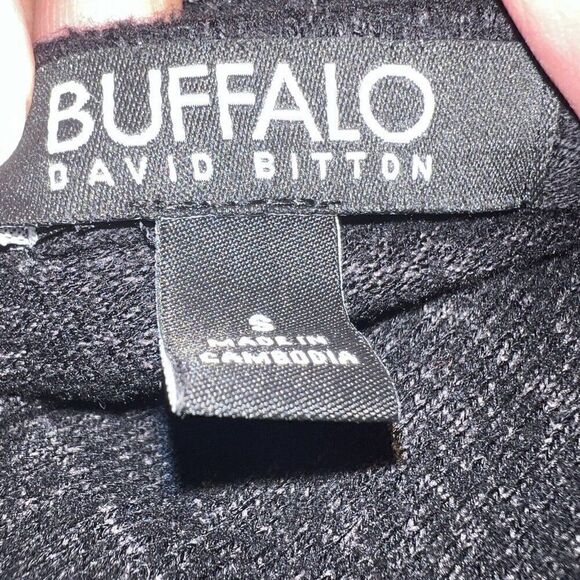 BUFFALO
DAVID BITTON
S
MADE IN
CAMBODIA